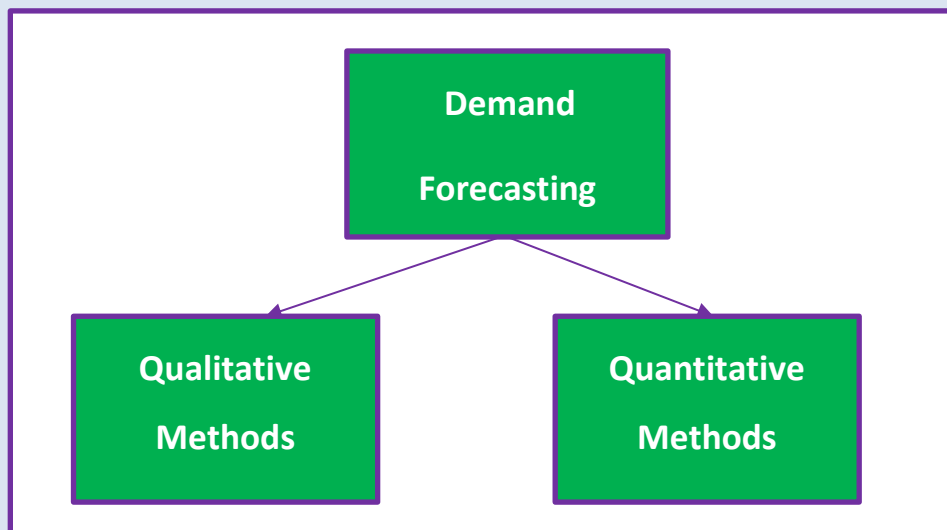 Demand
Forecasting
Qualitative
Methods
Quantitative
Methods